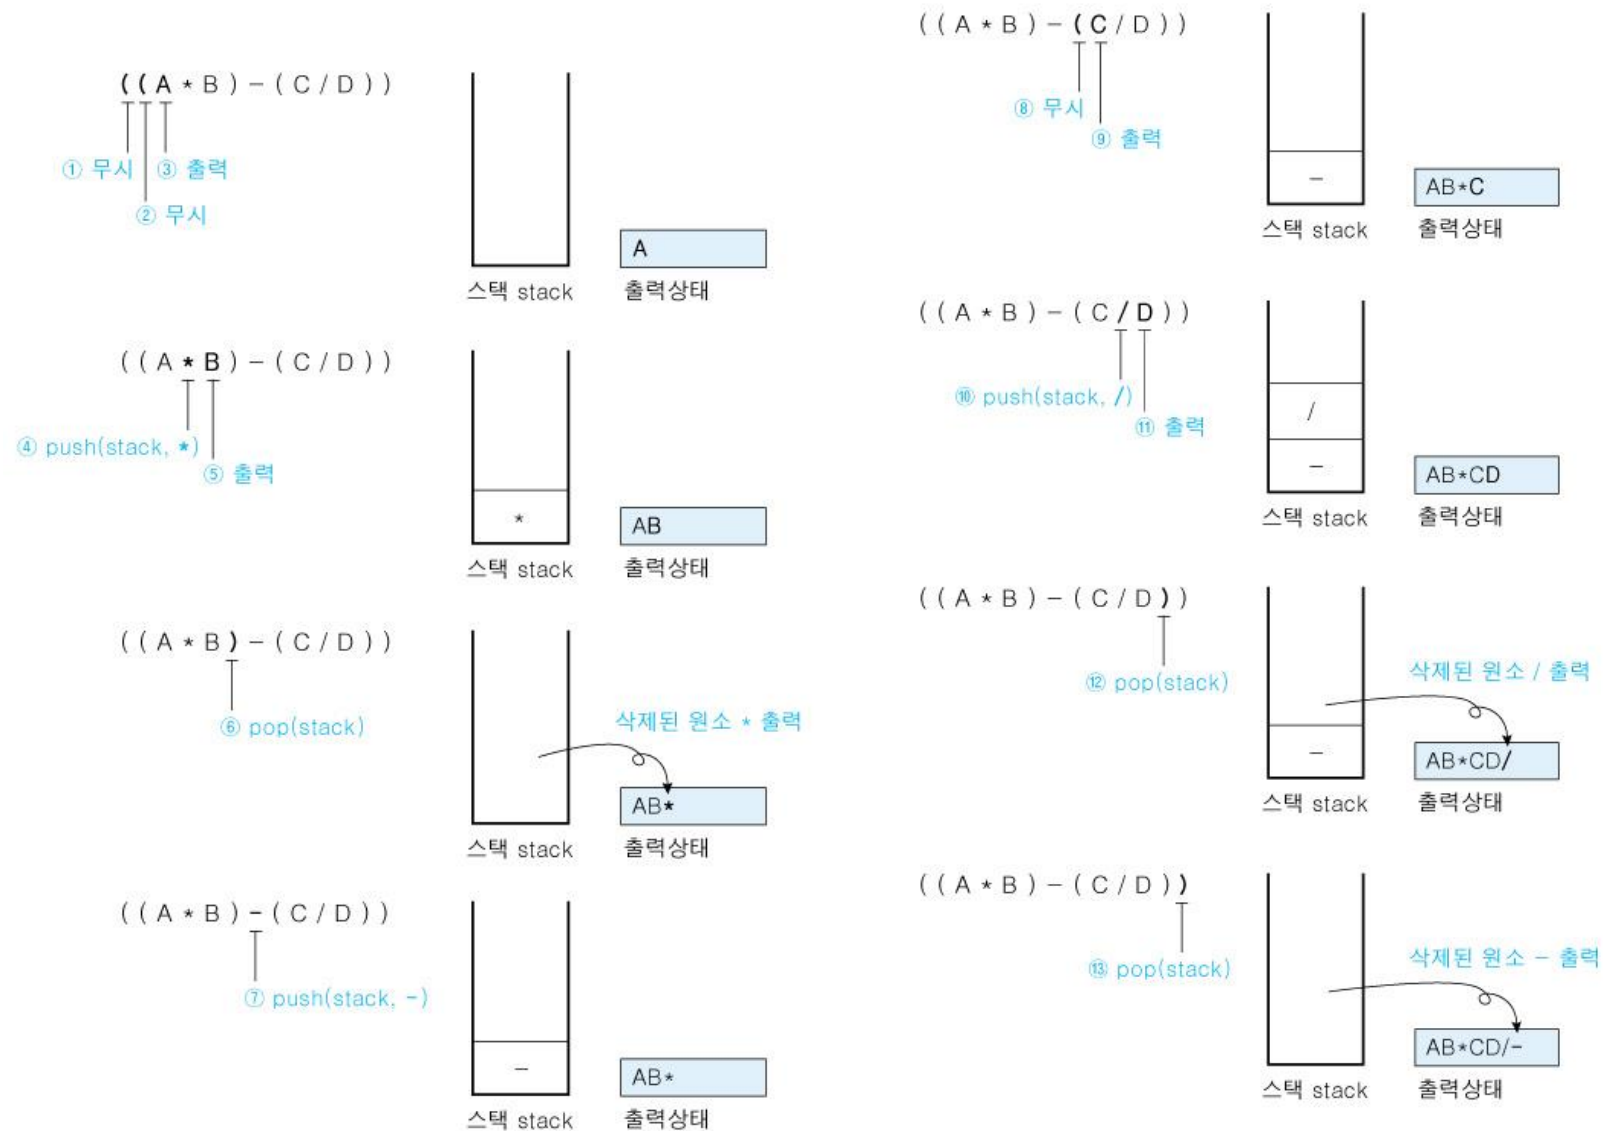 ( ( A * B ) − ( C / D ) )
① 무시 ③ 출력
② 무시
A
스택 stack 출력상태
( ( A * B ) − ( C / D ) )
④ push(stack, *)
⑤ 출력
*
AB
스택 stack 출력상태
( ( A * B ) − ( C / D ) )
⑥ pop(stack)
삭제된 원소 * 출력
AB*
스택 stack 출력상태
( ( A * B ) − ( C / D ) )
⑦ push(stack, −)
−
AB*
스택 stack 출력상태
( ( A * B ) − ( C / D ) )
⑧ 무시
⑨ 출력
−
AB*C
스택 stack 출력상태
( ( A * B ) − ( C / D ) )
⑩ push(stack, /)
⑪ 출력
/
−
AB*CD
스택 stack 출력상태
( ( A * B ) − ( C / D ) )
⑫ pop(stack)
삭제된 원소 / 출력
−
AB*CD/
스택 stack 출력상태
( ( A * B ) − ( C / D ) )
⑬ pop(stack)
삭제된 원소 − 출력
AB*CD/−
스택 stack 출력상태